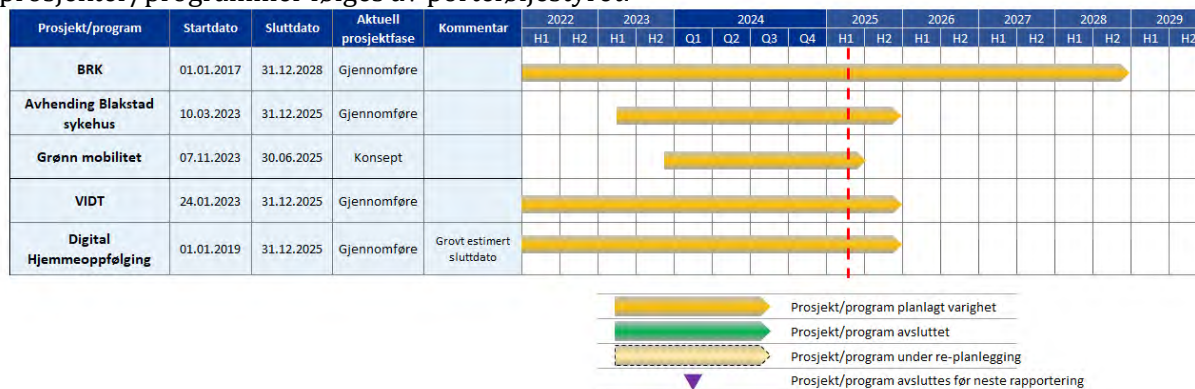 prosjekter/programmer følges av porteføljestyret.
Prosjekt/program Startdato Sluttdato Aktuell prosjektfase Kommentar 2022 2023 2024 2025 2026 2027 2028 2029
H1 H2 H1 H2 Q1 Q2 Q3 Q4 H1 H2 H1 H2 H1 H2 H1 H2 H1 H2
BRK 01.01.2017 31.12.2028 Gjennomføre
Avhending Blakstad sykehus 10.03.2023 31.12.2025 Gjennomføre
Grønn mobilitet 07.11.2023 30.06.2025 Konsept
VIDT 24.01.2023 31.12.2025 Gjennomføre
Digital Hjemmeoppfølging 01.01.2019 31.12.2025 Gjennomføre Grovt estimert sluttdato
Prosjekt/program planlagt varighet
Prosjekt/program avsluttet
Prosjekt/program under re-planlegging
Prosjekt/program avsluttes før neste rapportering